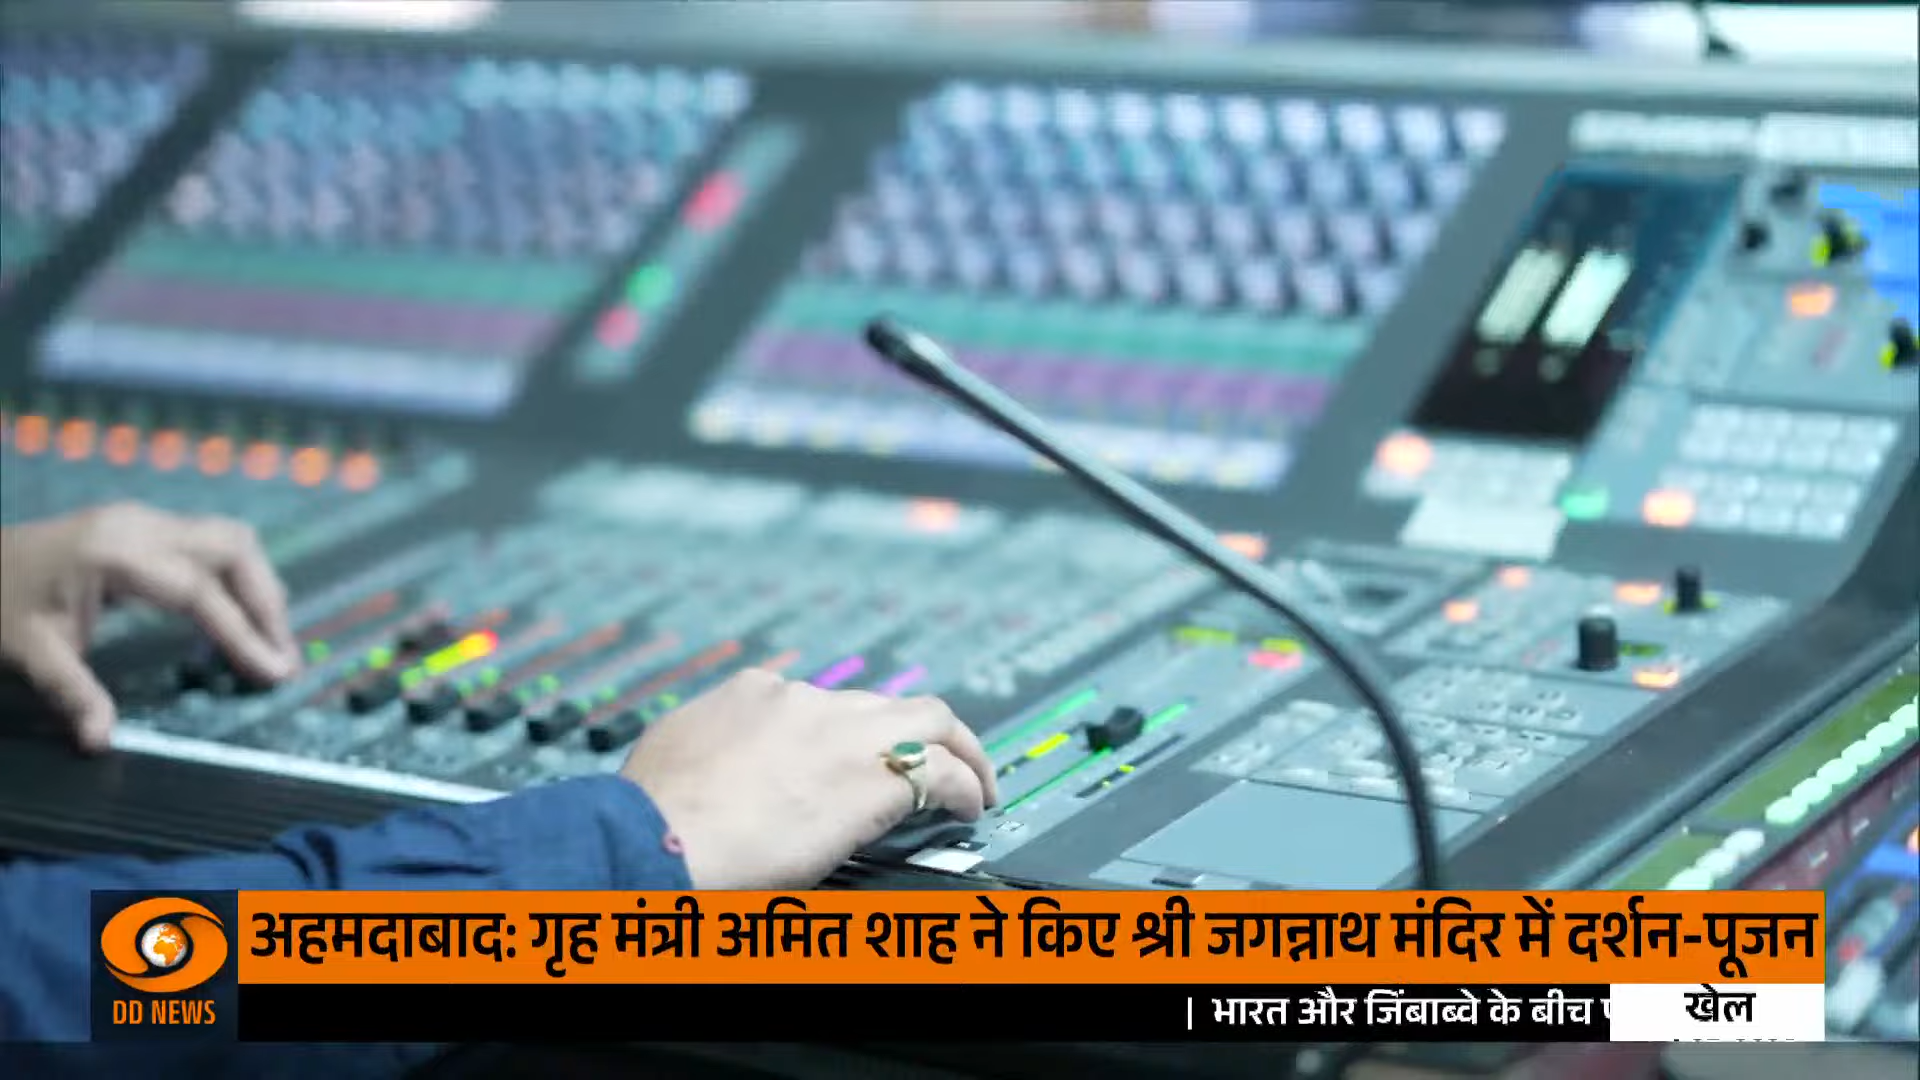 अहमदाबाद: गृह मंत्री अमित शाह ने किए श्री जगन्नाथ मंदिर में दर्शन-पूजन
DD NEWS
| भारत और जिंबाब्वे के बीच
खेल